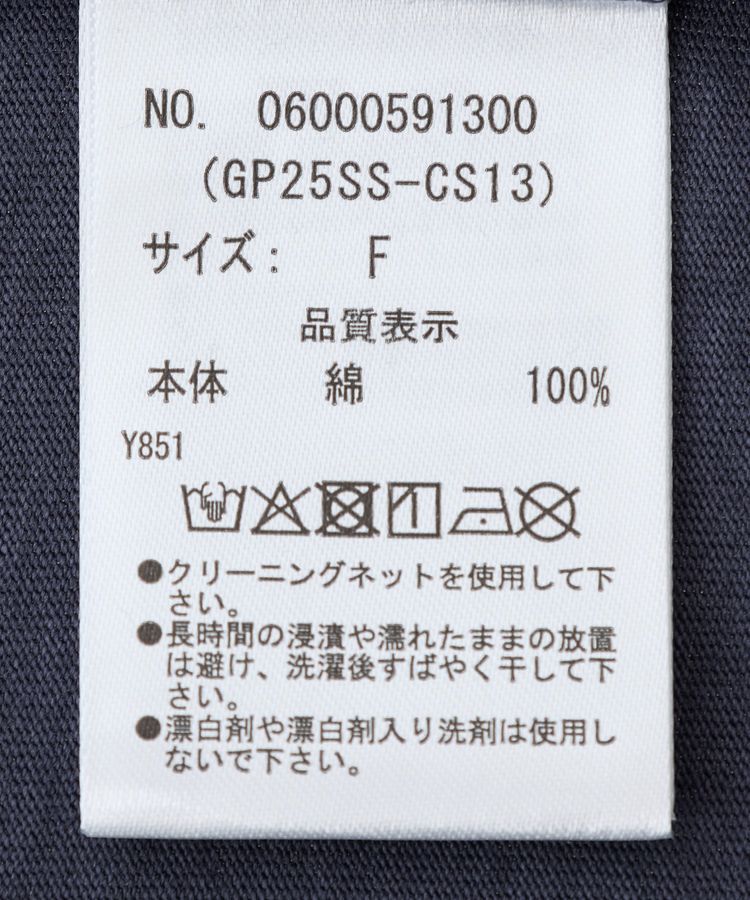 NO. 06000591300
(GP25SS-CS13)
サイズ: F
品質表示
本体 綿 100%
Y851
●クリーニングネットを使用して下
さい。
●長時間の浸漬や濡れたままの放置
は避け、洗濯後すばやく干して下
さい。
●漂白剤や漂白剤入り洗剤は使用し
ないで下さい。